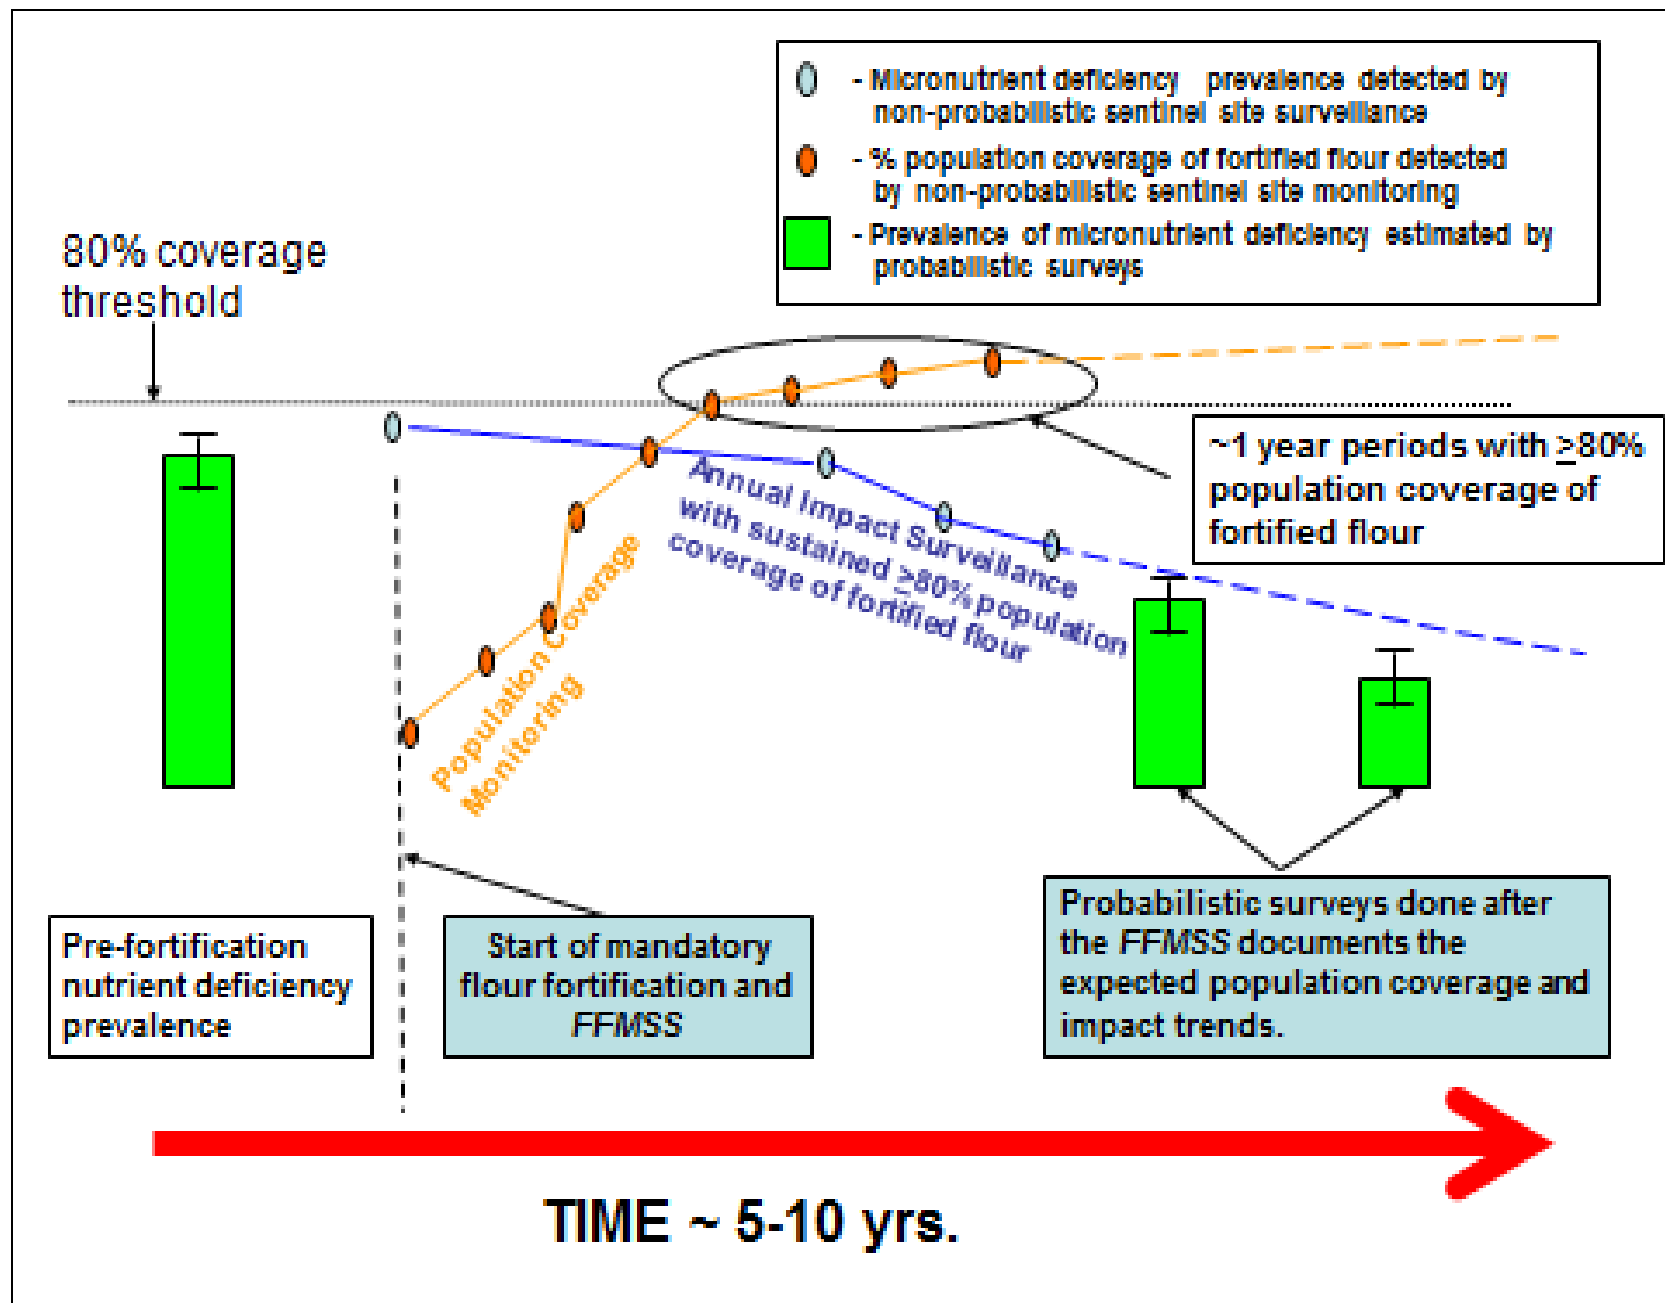 - Micronutrient deficiency prevalence detected by
non-probabilistic sentinel site surveillance
- % population coverage of fortified flour detected
by non-probabilistic sentinel site monitoring
- Prevalence of micronutrient deficiency estimated by
probabilistic surveys
80% coverage
threshold
~1 year periods with ≥80%
population coverage of
fortified flour
Annual Impact Surveillance
with sustained ≥80% population
coverage of fortified flour
Population Coverage
Monitoring
Pre-fortification
nutrient deficiency
prevalence
Start of mandatory
flour fortification and
FFMSS
Probabilistic surveys done after
the FFMSS documents the
expected population coverage and
impact trends.
TIME ~ 5-10 yrs.